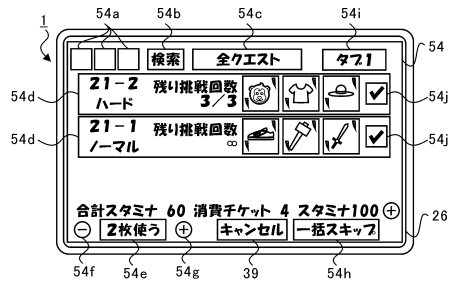 54a 54b 54c 54i
1
54
検索 全クエスト タブ1
54d 21-2 残り挑戦回数 54j
ハード 3/3
54d 21-1 残り挑戦回数 54j
ノーマル ∞
合計スタミナ 60 消費チケット 4 スタミナ100 +
− 2枚使う + キャンセル 一括スキップ 26
54f 54e 54g 39 54h